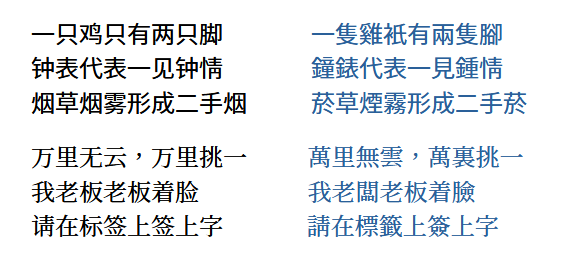 一只鸡只有两只脚
一隻雞衹有兩隻腳
钟表代表一见钟情
鐘錶代表一見鍾情
烟草烟雾形成二手烟
菸草煙霧形成二手菸
万里无云，万里挑一
萬里無雲，萬裏挑一
我老板老板着脸
我老闆老板着臉
请在标签上签上字
請在標籤上簽上字